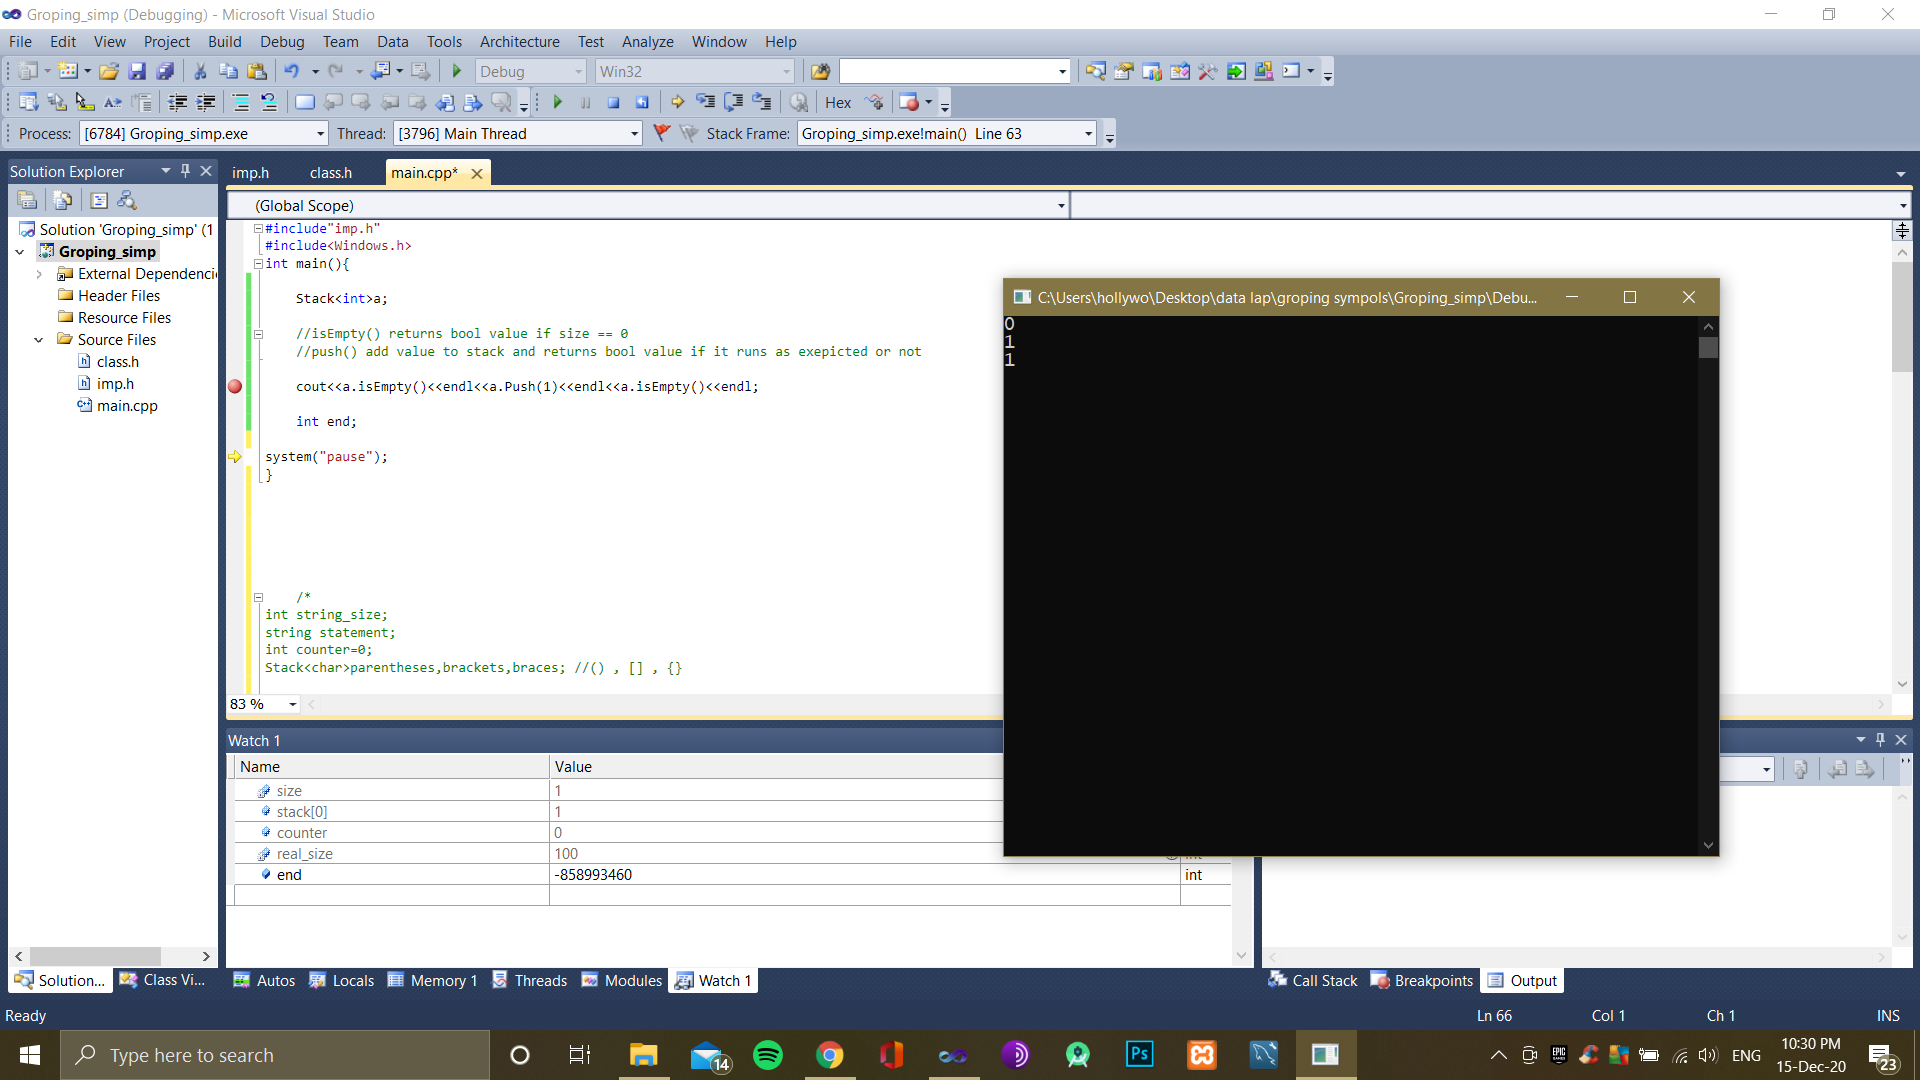 Groping_simp (Debugging) - Microsoft Visual Studio
File Edit View Project Build Debug Team Data Tools Architecture Test Analyze Window Help
Debug Win32
Hex
Process: [6784] Groping_simp.exe Thread: [3796] Main Thread Stack Frame: Groping_simp.exe!main() Line 63
Solution Explorer
Solution 'Groping_simp' (1
Groping_simp
External Dependenci
Header Files
Resource Files
Source Files
class.h
imp.h
main.cpp
imp.h class.h main.cpp*
(Global Scope)
#include"imp.h"
#include<Windows.h>
int main(){
Stack<int>a;
//isEmpty() returns bool value if size == 0
//push() add value to stack and returns bool value if it runs as exepicted or not
cout<<a.isEmpty()<<endl<<a.Push(1)<<endl<<a.isEmpty()<<endl;
int end;
system("pause");
}
/*
int string_size;
string statement;
int counter=0;
Stack<char>parentheses,brackets,braces; //() , [] , {}
83 %
C:\Users\hollywo\Desktop\data lap\groping sympols\Groping_simp\Debu...
0
1
1
Watch 1
Name Value
size 1
stack[0] 1
counter 0
real_size 100
end -858993460 int
Solution... Class Vi...
Autos Locals Memory 1 Threads Modules Watch 1
Call Stack Breakpoints Output
Ready Ln 66 Col 1 Ch 1 INS
Type here to search
14
Ps
EPIC
ENG
10:30 PM
15-Dec-20
23